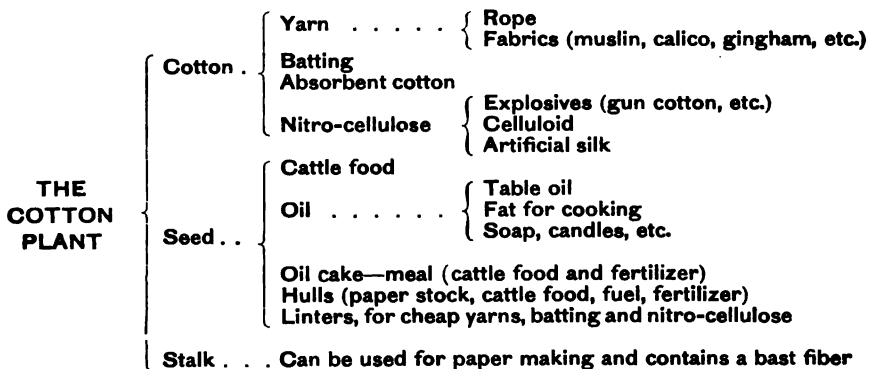 Yarn . . . . . Rope
Fabrics (muslin, calico, gingham, etc.)
Cotton .
Batting
Absorbent cotton
Nitro-cellulose
Explosives (gun cotton, etc.)
Celluloid
Artificial silk
THE
COTTON
PLANT
Seed . .
Cattle food
Oil . . . . . .
Table oil
Fat for cooking
Soap, candles, etc.
Oil cake—meal (cattle food and fertilizer)
Hulls (paper stock, cattle food, fuel, fertilizer)
Linters, for cheap yarns, batting and nitro-cellulose
Stalk . . . Can be used for paper making and contains a bast fiber